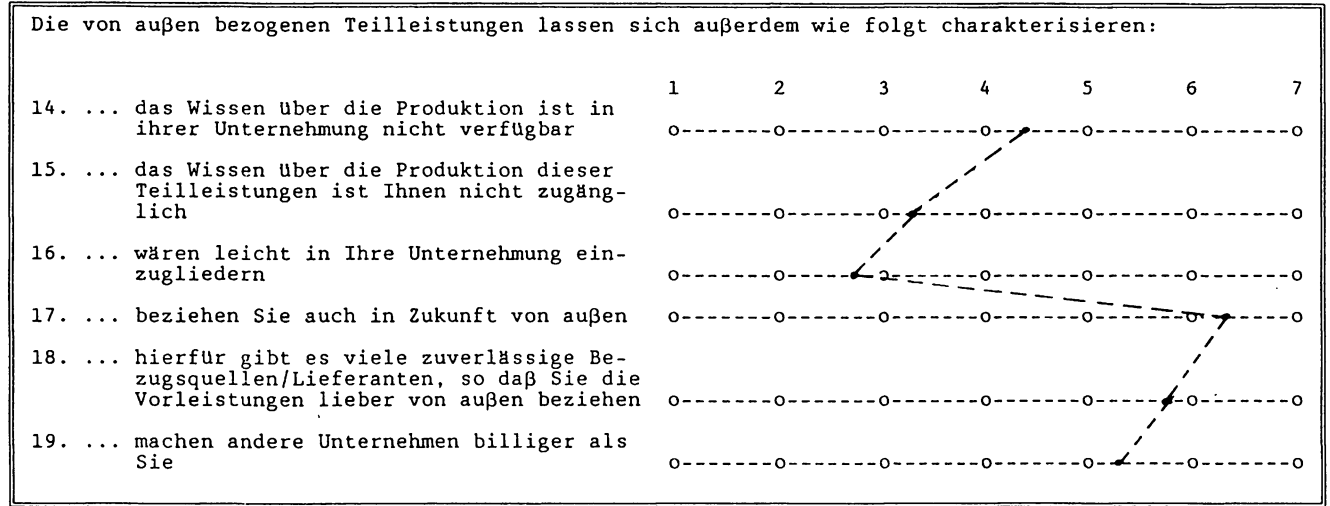 Die von außen bezogenen Teilleistungen lassen sich außerdem wie folgt charakterisieren:
1 2 3 4 5 6 7
14. ... das Wissen über die Produktion ist in
ihrer Unternehmung nicht verfügbar
o-------o-------o-------o-------o-------o-------o
15. ... das Wissen über die Produktion dieser
Teilleistungen ist Ihnen nicht zugäng-
lich
o-------o-------o-------o-------o-------o-------o
16. ... wären leicht in Ihre Unternehmung ein-
zugliedern
o-------o-------o-------o-------o-------o-------o
17. ... beziehen Sie auch in Zukunft von außen
o-------o-------o-------o-------o-------o-------o
18. ... hierfür gibt es viele zuverlässige Be-
zugsquellen/Lieferanten, so daß Sie die
Vorleistungen lieber von außen beziehen
o-------o-------o-------o-------o-------o-------o
19. ... machen andere Unternehmen billiger als
Sie
o-------o-------o-------o-------o-------o-------o